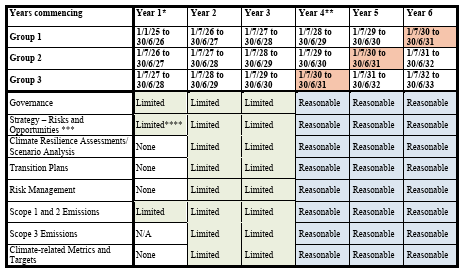 Years commencing Year 1* Year 2 Year 3 Year 4** Year 5 Year 6
Group 1 1/1/25 to 30/6/26 1/7/26 to 30/6/27 1/7/27 to 30/6/28 1/7/28 to 30/6/29 1/7/29 to 30/6/30 1/7/30 to 30/6/31
Group 2 1/7/26 to 30/6/27 1/7/27 to 30/6/28 1/7/28 to 30/6/29 1/7/29 to 30/6/30 1/7/30 to 30/6/31 1/7/31 to 30/6/32
Group 3 1/7/27 to 30/6/28 1/7/28 to 30/6/29 1/7/29 to 30/6/30 1/7/30 to 30/6/31 1/7/31 to 30/6/32 1/7/32 to 30/6/33
Governance Limited Limited Limited Reasonable Reasonable Reasonable
Strategy – Risks and Opportunities *** Limited**** Limited Limited Reasonable Reasonable Reasonable
Climate Resilience Assessments/ Scenario Analysis None Limited Limited Reasonable Reasonable Reasonable
Transition Plans None Limited Limited Reasonable Reasonable Reasonable
Risk Management None Limited Limited Reasonable Reasonable Reasonable
Scope 1 and 2 Emissions Limited Limited Limited Reasonable Reasonable Reasonable
Scope 3 Emissions N/A Limited Limited Reasonable Reasonable Reasonable
Climate-related Metrics and Targets None Limited Limited Reasonable Reasonable Reasonable